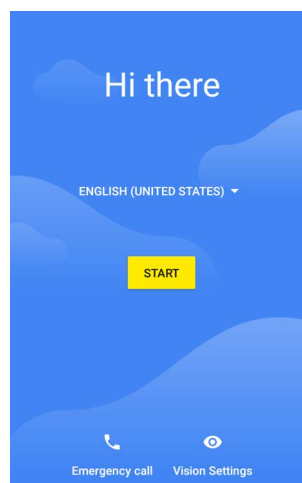 Hi there
ENGLISH (UNITED STATES)
START
Emergency call Vision Settings